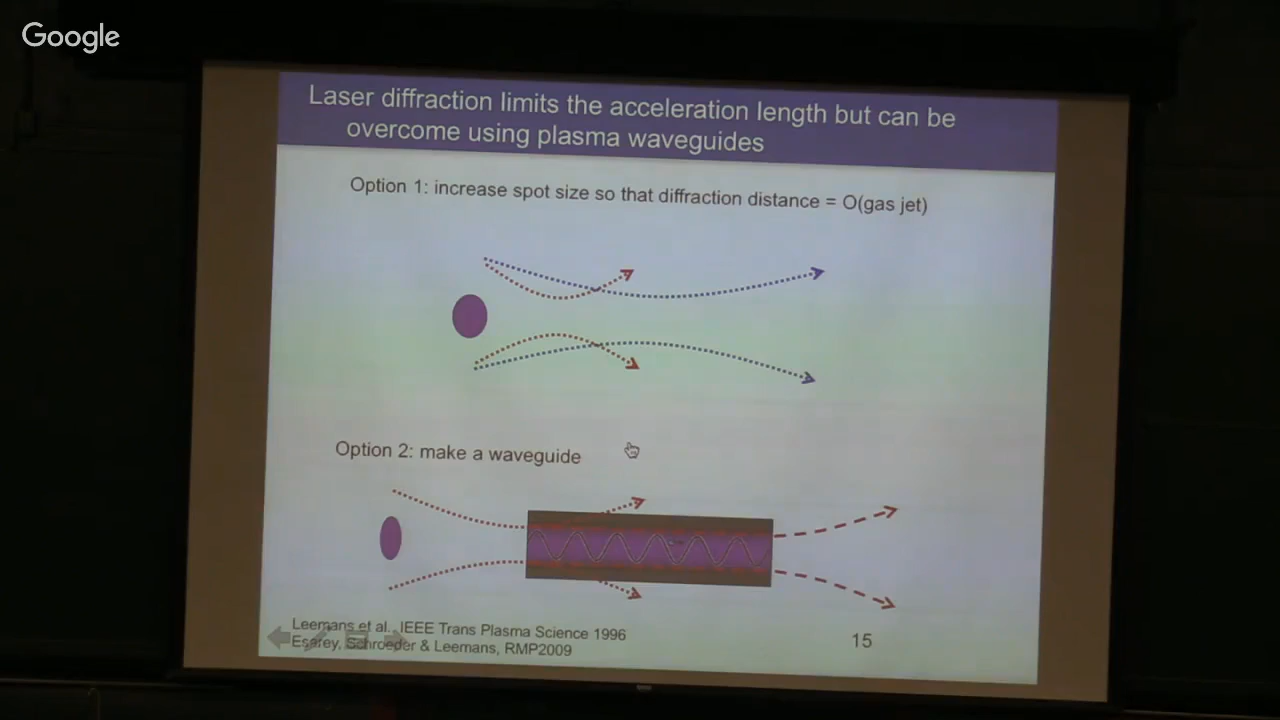 Google
Laser diffraction limits the acceleration length but can be
overcome using plasma waveguides
Option 1: increase spot size so that diffraction distance = O(gas jet)
Option 2: make a waveguide
Leemans et al., IEEE Trans Plasma Science 1996
Esarey, Schroeder & Leemans, RMP2009
15